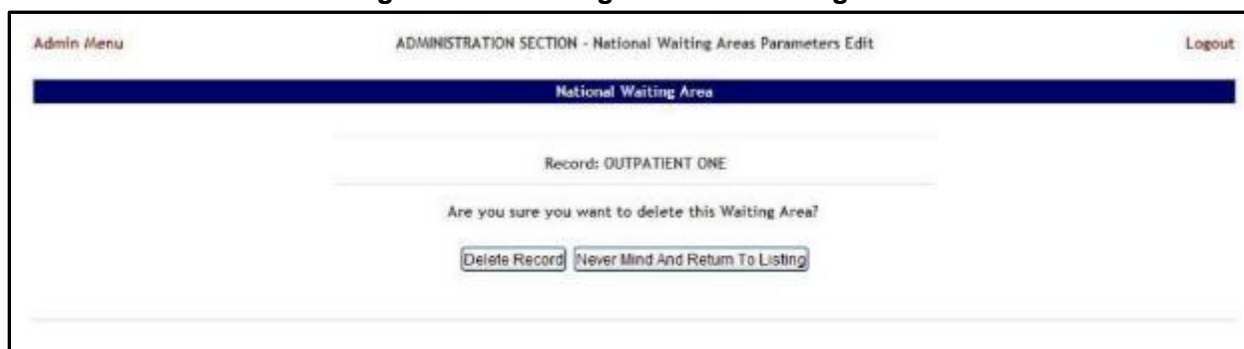 Admin Menu ADMINISTRATION SECTION - National Waiting Areas Parameters Edit Logout
National Waiting Area
Record: OUTPATIENT ONE
Are you sure you want to delete this Waiting Area?
Delete Record Never Mind And Return To Listing